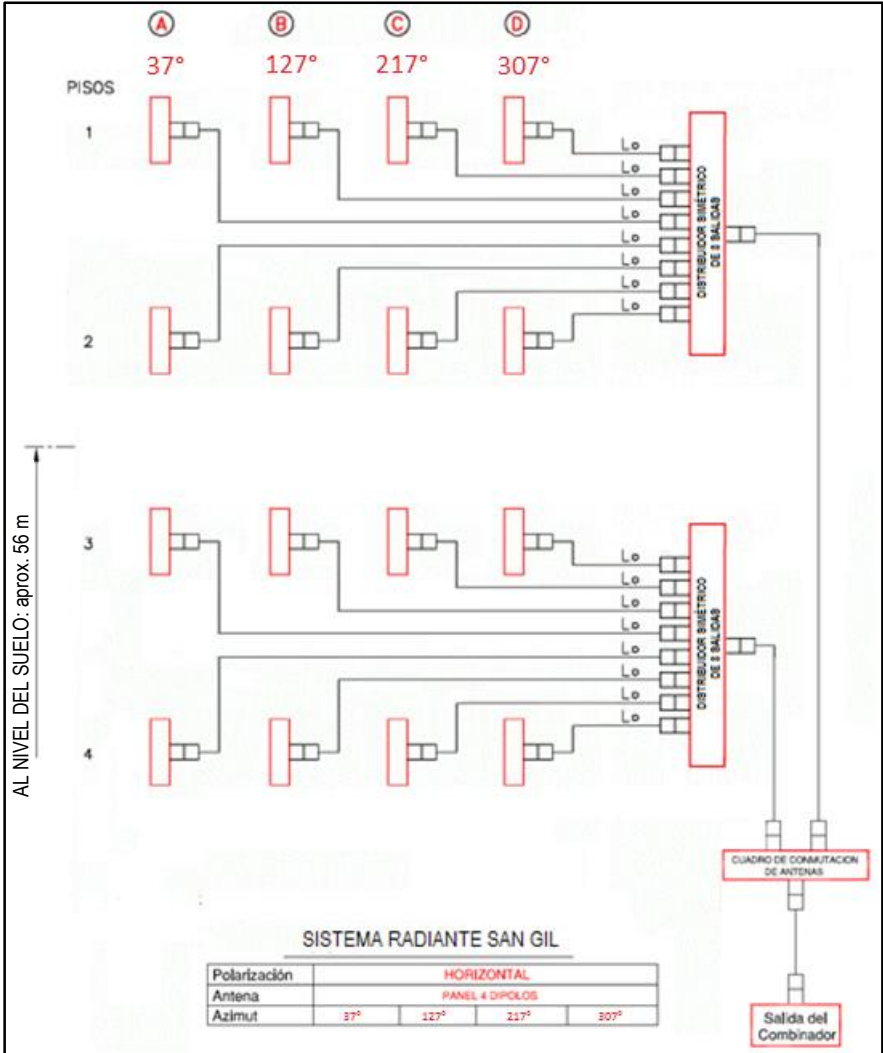 A B C D
37° 127° 217° 307°
PISOS
1
Lo
Lo
Lo
Lo
Lo
Lo
Lo
Lo
DISTRIBUIDOR SIMÉTRICO
DE 8 SALIDAS
2
AL NIVEL DEL SUELO: aprox. 56 m
3
Lo
Lo
Lo
Lo
Lo
Lo
Lo
Lo
DISTRIBUIDOR SIMÉTRICO
DE 8 SALIDAS
4
CUADRO DE CONMUTACION
DE ANTENAS
SISTEMA RADIANTE SAN GIL
Polarización HORIZONTAL
Antena PANEL 4 DIPOLOS
Azimut 37° 127° 217° 307°
Salida del
Combinador